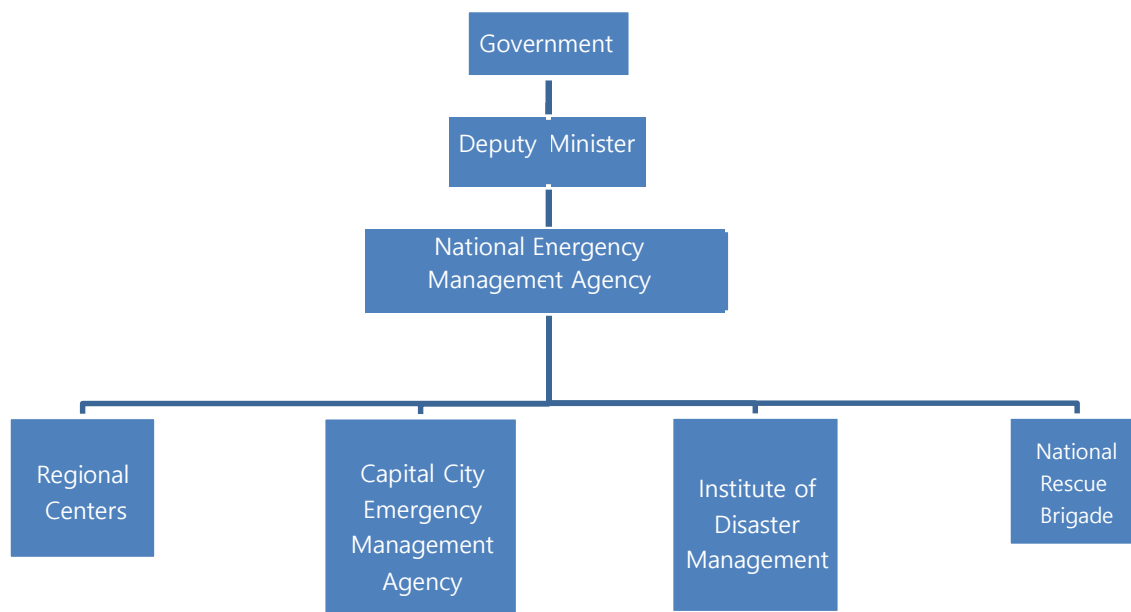 Government
Deputy Minister
National Energency
Management Agency
Regional
Centers
Capital City
Emergency
Management
Agency
Institute of
Disaster
Management
National
Rescue
Brigade